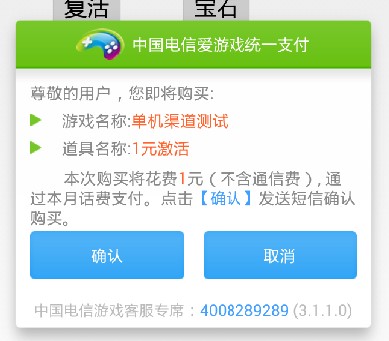 复活 宝石
中国电信爱游戏统一支付
尊敬的用户，您即将购买:
游戏名称:单机渠道测试
道具名称:1元激活
本次购买将花费1元（不含通信费）, 通
过本月话费支付。点击【确认】发送短信确认
购买。
确认 取消
中国电信游戏客服专席：4008289289 (3.1.1.0)